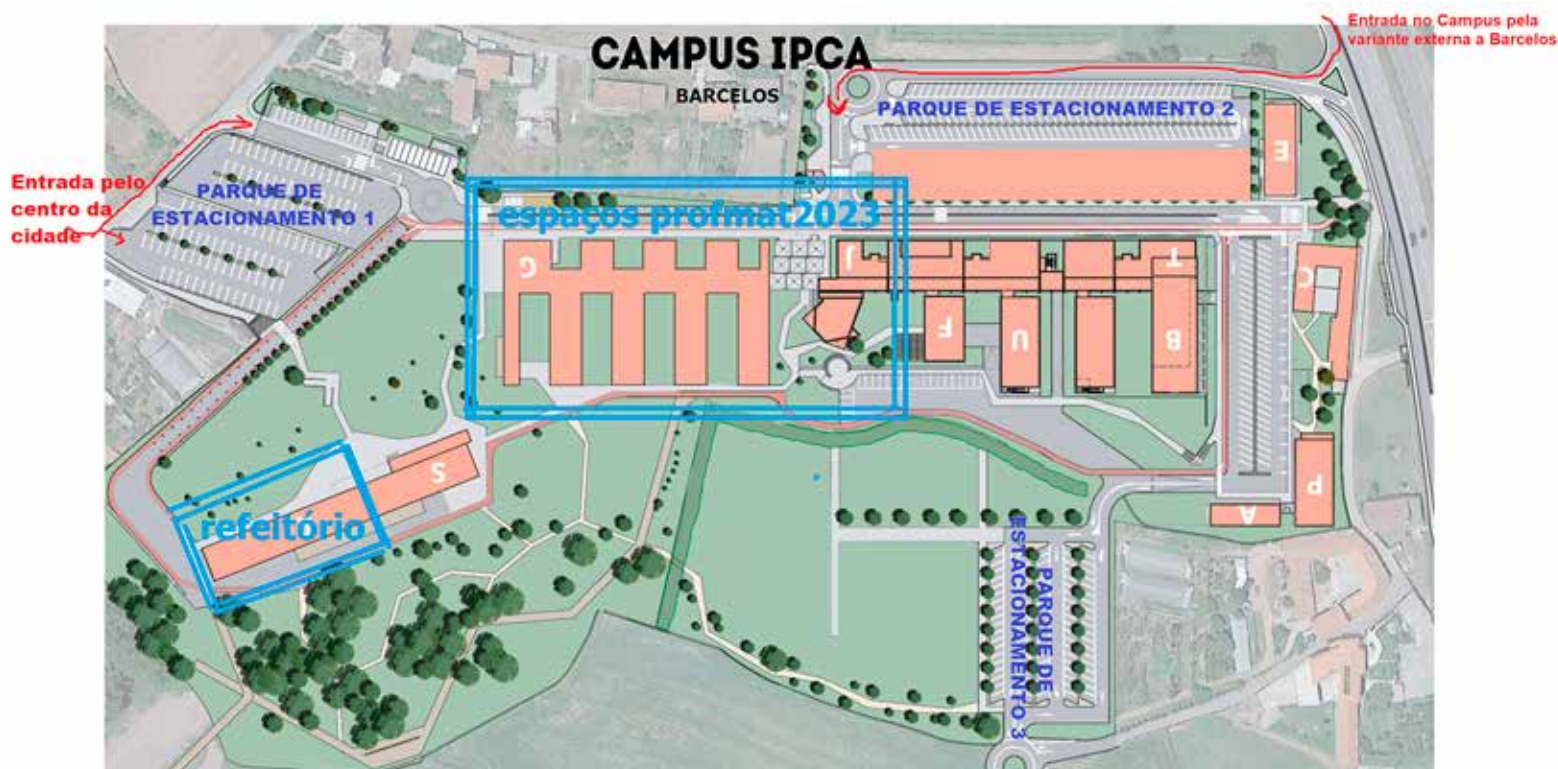 CAMPUS IPCA
BARCELOS
Entrada no Campus pela
variante externa a Barcelos
PARQUE DE ESTACIONAMENTO 2
Entrada pelo
centro da
cidade
PARQUE DE
ESTACIONAMENTO 1
espaços profmat2023
E
G
J
T
C
F
U
B
S
P
A
refeitório
PARQUE DE
ESTACIONAMENTO 3